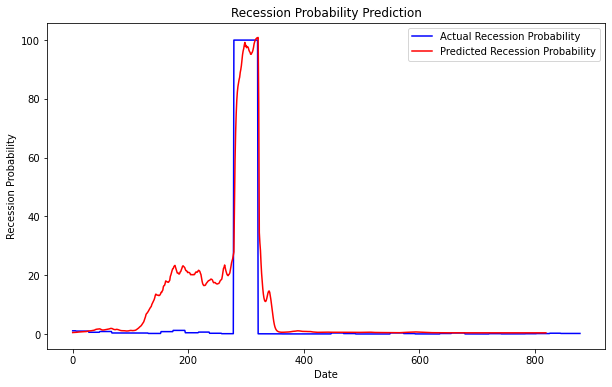 Recession Probability Prediction
Actual Recession Probability
Predicted Recession Probability
100
80
60
40
20
0
Recession Probability
0 200 400 600 800
Date